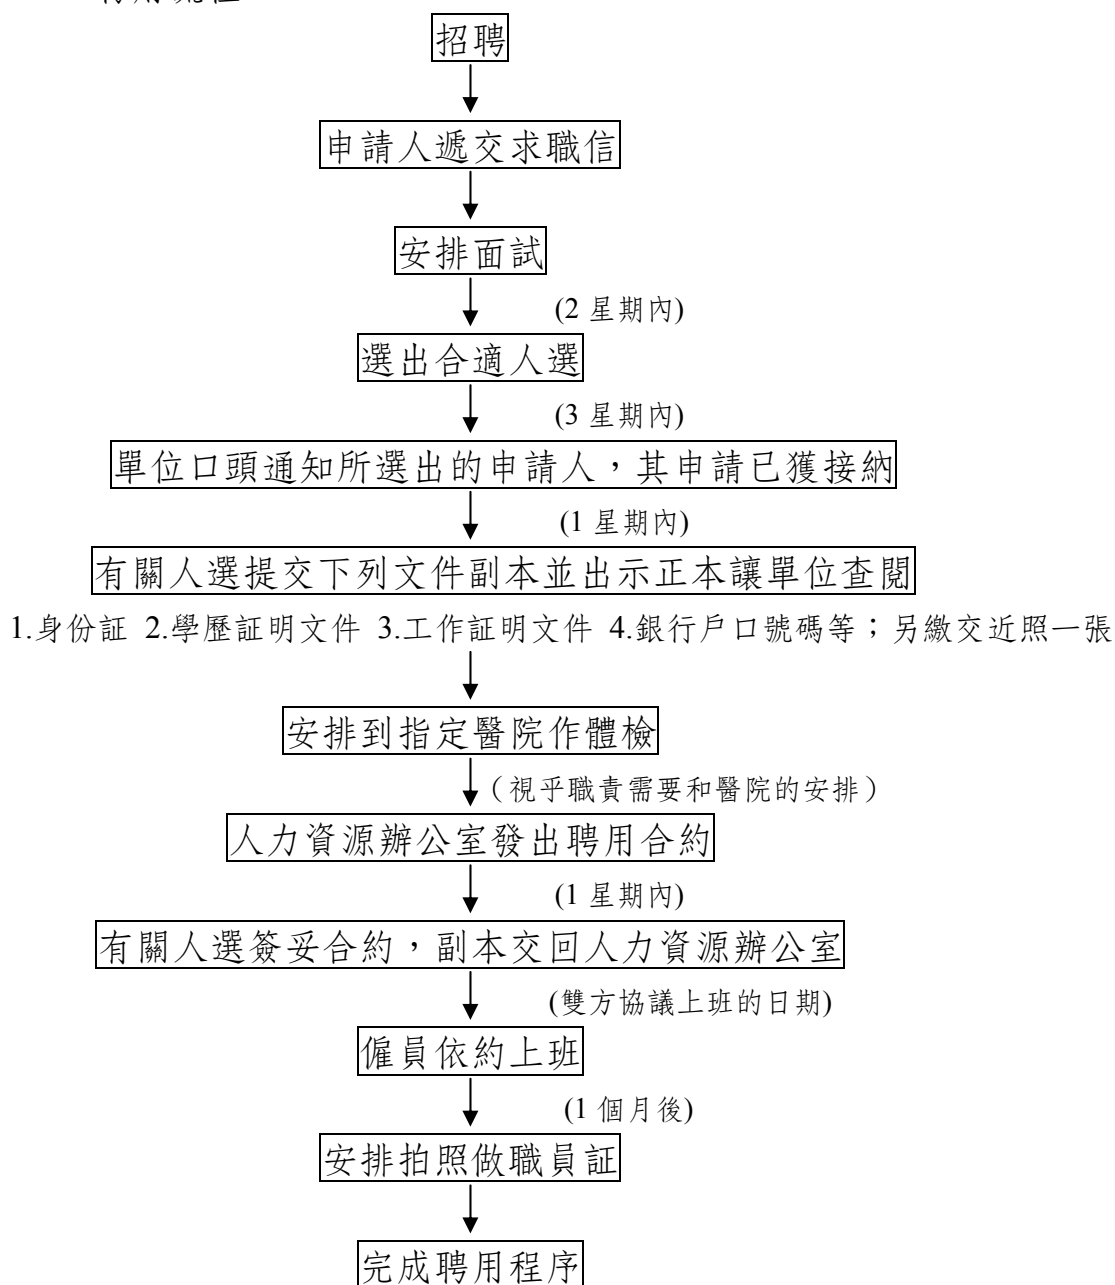 招聘
申請人遞交求職信
安排面試
(2 星期內)
選出合適人選
(3 星期內)
單位口頭通知所選出的申請人，其申請已獲接納
(1 星期內)
有關人選提交下列文件副本並出示正本讓單位查閱
1.身份証 2.學歷証明文件 3.工作証明文件 4.銀行戶口號碼等；另繳交近照一張
安排到指定醫院作體檢
（視乎職責需要和醫院的安排）
人力資源辦公室發出聘用合約
(1 星期內)
有關人選簽妥合約，副本交回人力資源辦公室
(雙方協議上班的日期)
僱員依約上班
(1 個月後)
安排拍照做職員証
完成聘用程序